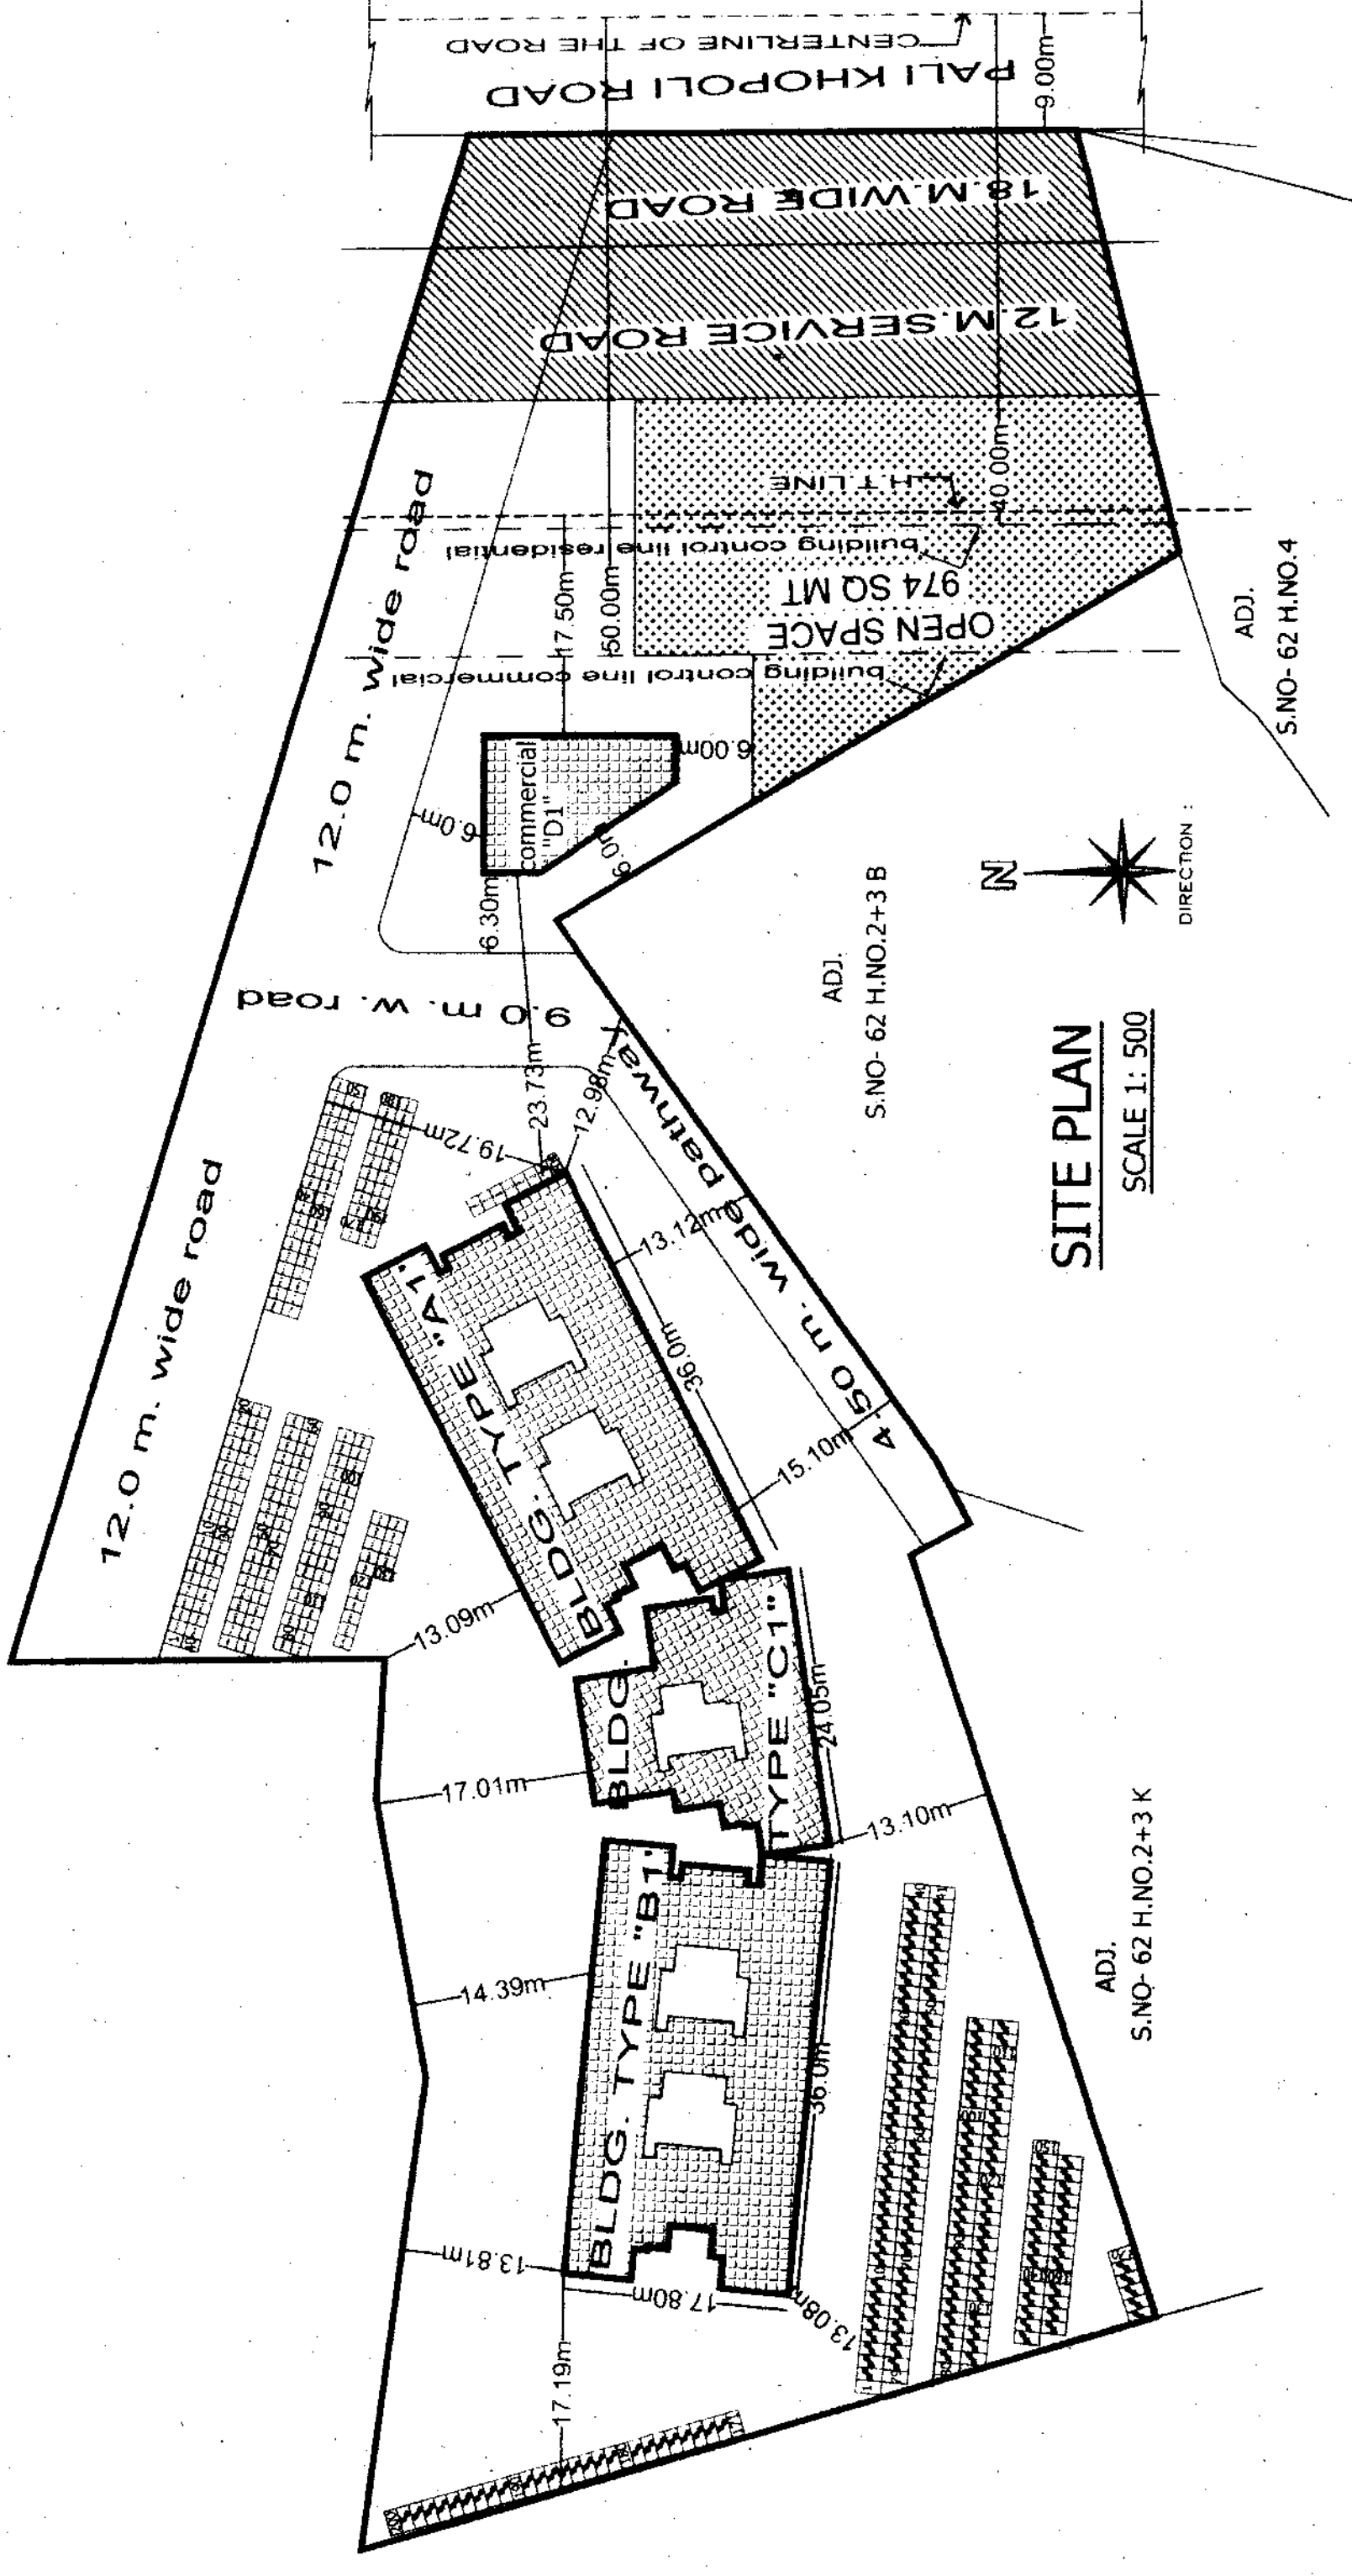 CENTERLINE OF THE ROAD
PALI KHOPOLI ROAD
9.00m
18.M.WIDE ROAD
12.M.SERVICE ROAD
40.00m
H.T.LINE
building control line residential
17.50m
50.00m
974 SQ MT
OPEN SPACE
building control line commercial
12.0 m. wide road
commercial
"D1"
6.0m
6.00m
6.0m
6.30m
ADJ.
S.NO- 62 H.NO.4
9.0 m. w. road
23.73m
12.98m
19.72m
4.50 m. wide pathway
ADJ.
S.NO- 62 H.NO.2+3 B
N
DIRECTION :
SITE PLAN
SCALE 1: 500
12.0 m. wide road
BLDG. TYPE "A1'
13.12m
36.0m
15.10m
13.09m
BLDG.
TYPE "C1"
24.05m
17.01m
13.10m
BLDG. TYPE "B1'
14.39m
36.0m
13.81m
17.80m
13.08m
17.19m
ADJ.
S.NO- 62 H.NO.2+3 K